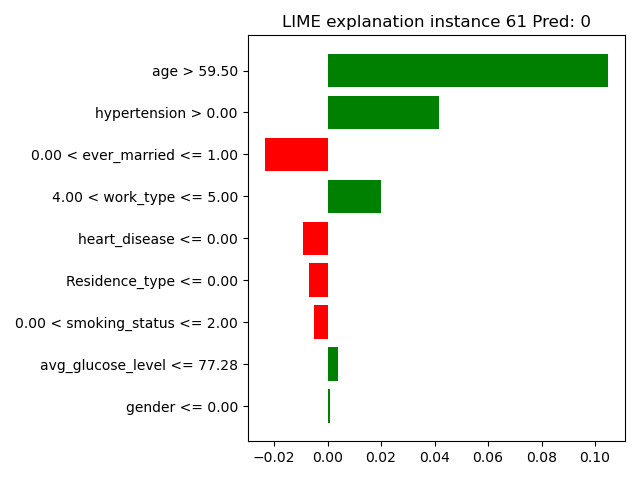 LIME explanation instance 61 Pred: 0
age > 59.50
hypertension > 0.00
0.00 < ever_married <= 1.00
4.00 < work_type <= 5.00
heart_disease <= 0.00
Residence_type <= 0.00
0.00 < smoking_status <= 2.00
avg_glucose_level <= 77.28
gender <= 0.00
−0.02 0.00 0.02 0.04 0.06 0.08 0.10